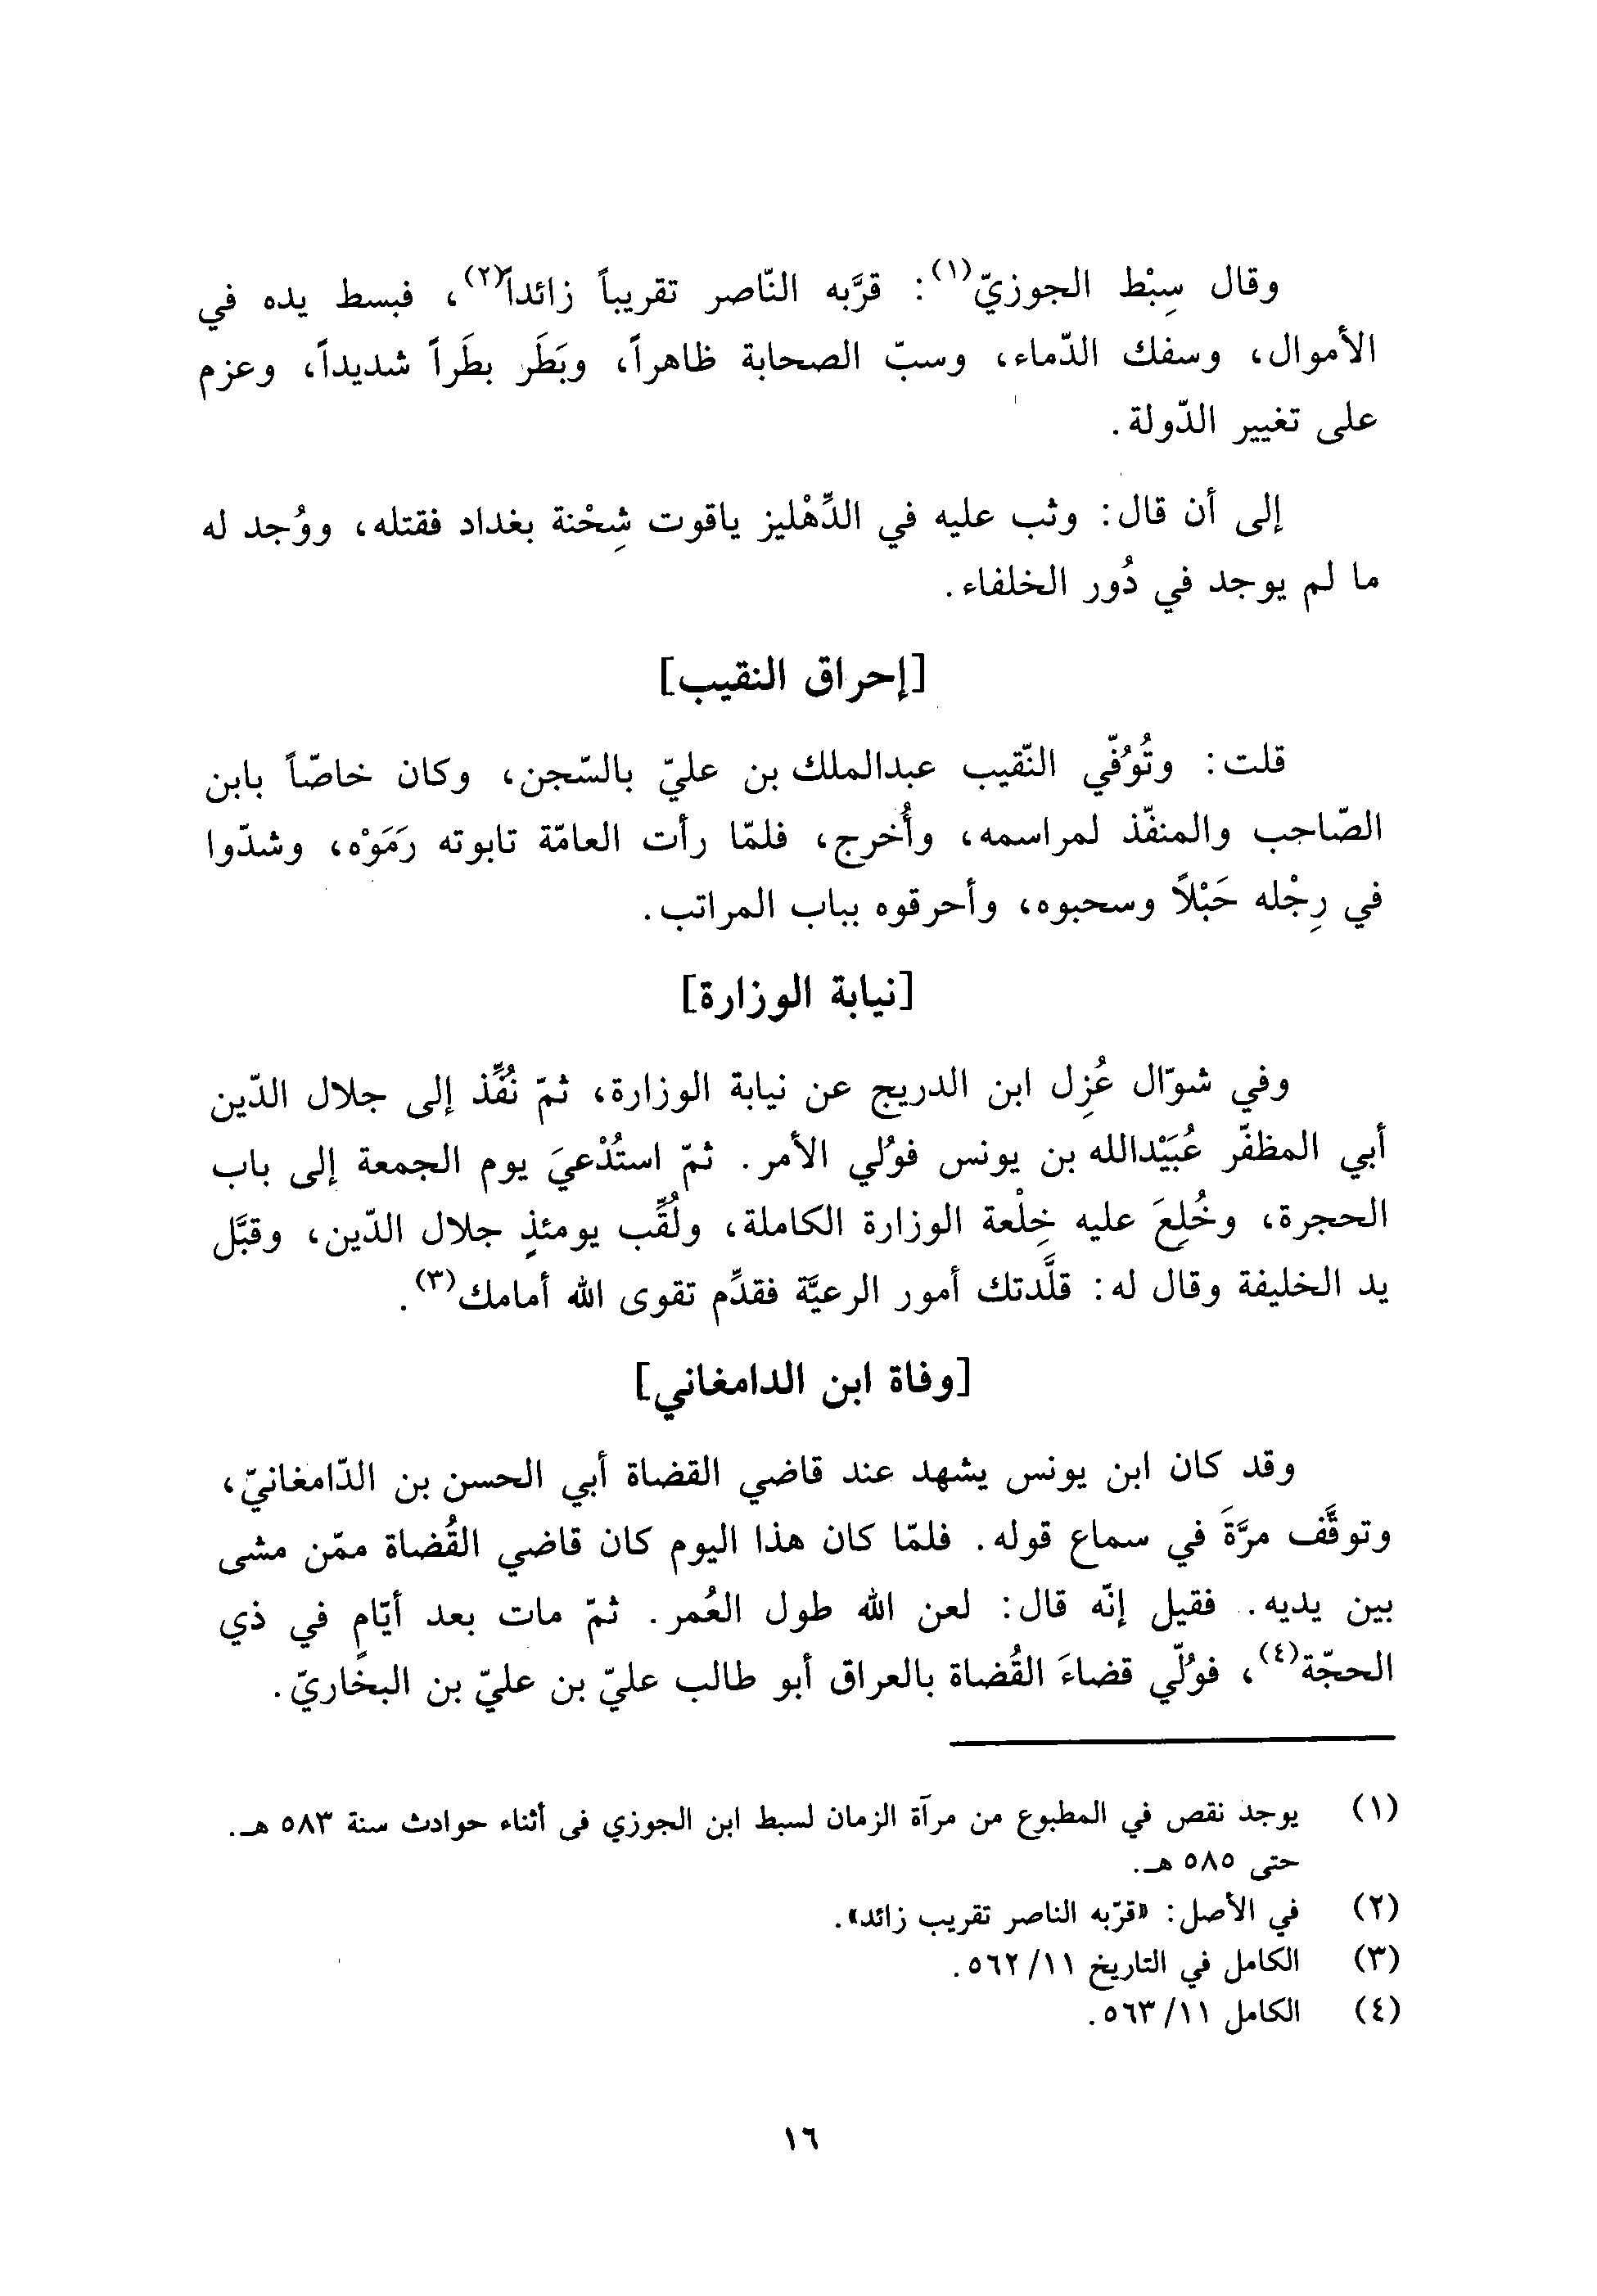 وقال سِبْط الجوزيّ(١): قرَّبه النّاصر تقريباً زائداً(٢)، فبسط يده في
الأموال، وسفك الدّماء، وسبّ الصحابة ظاهراً، وبَطَر بطَراً شديداً، وعزم
على تغيير الدّولة.
إلى أن قال: وثب عليه في الدِّهْليز ياقوت شِحْنة بغداد فقتله، ووُجد له
ما لم يوجد في دُور الخلفاء.
[إحراق النقيب]
قلت: وتُوُفّي النّقيب عبدالملك بن عليّ بالسّجن، وكان خاصّاً بابن
الصّاحب والمنفّذ لمراسمه، وأُخرج، فلمّا رأت العامّة تابوته رَمَوْه، وشدّوا
في رِجْله حَبْلاً وسحبوه، وأحرقوه بباب المراتب.
[نيابة الوزارة]
وفي شوّال عُزِل ابن الدريج عن نيابة الوزارة، ثمّ نُفِّذ إلى جلال الدّين
أبي المظفّر عُبَيْدالله بن يونس فوُلي الأمر. ثمّ استُدْعيَ يوم الجمعة إلى باب
الحجرة، وخُلِعَ عليه خِلْعة الوزارة الكاملة، ولُقِّب يومئذٍ جلال الدّين، وقبَّل
يد الخليفة وقال له: قلَّدتك أمور الرعيَّة فقدِّم تقوى الله أمامك(٣).
[وفاة ابن الدامغاني]
وقد كان ابن يونس يشهد عند قاضي القضاة أبي الحسن بن الدّامغانيّ،
وتوقَّف مرَّةَ في سماع قوله. فلمّا كان هذا اليوم كان قاضي القُضاة ممّن مشى
بين يديه. فقيل إنّه قال: لعن الله طول العُمر. ثمّ مات بعد أيّامٍ في ذي
الحجّة(٤)، فوُلّي قضاءَ القُضاة بالعراق أبو طالب عليّ بن عليّ بن البخاريّ.
(١) يوجد نقص في المطبوع من مرآة الزمان لسبط ابن الجوزي فى أثناء حوادث سنة ٥٨٣ هـ.
حتى ٥٨٥ هـ.
(٢) في الأصل: «قرّبه الناصر تقريب زائد».
(٣) الكامل في التاريخ ١١/ ٥٦٢.
(٤) الكامل ١١/ ٥٦٣.
١٦